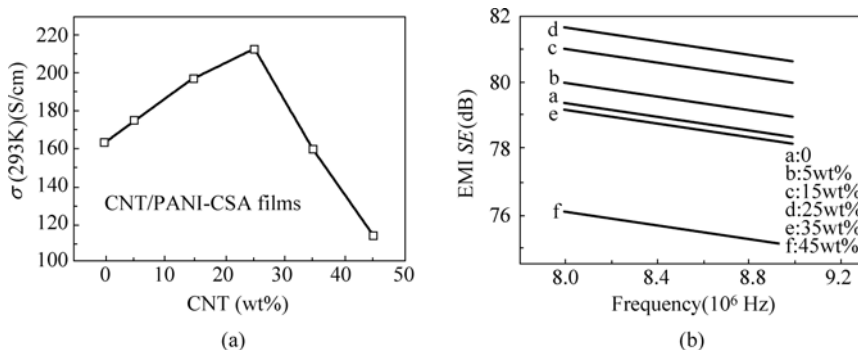 220
200
180
160
140
120
100
σ(293K)(S/cm)
CNT/PANI-CSA films
0 10 20 30 40 50
CNT (wt%)
(a)
82
80
78
76
EMI SE(dB)
d
c
b
a
e
f
a:0
b:5wt%
c:15wt%
d:25wt%
e:35wt%
f:45wt%
8.0 8.4 8.8 9.2
Frequency(10⁶ Hz)
(b)